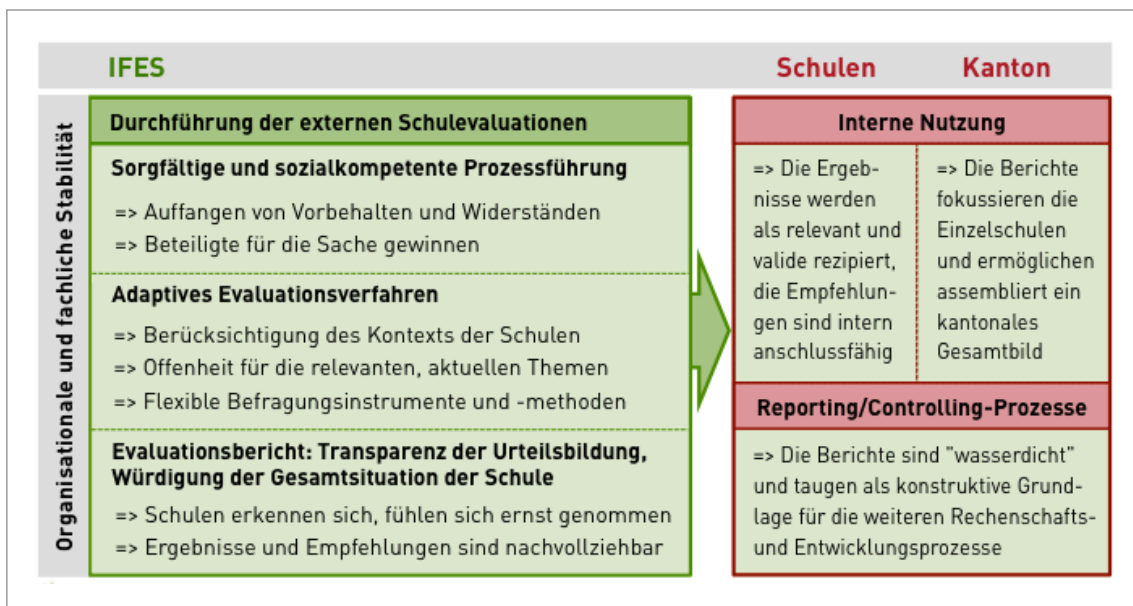 IFES
Schulen
Kanton
Organisationale und fachliche Stabilität
Durchführung der externen Schulevaluationen
Sorgfältige und sozialkompetente Prozessführung
=> Auffangen von Vorbehalten und Widerständen
=> Beteiligte für die Sache gewinnen
Adaptives Evaluationsverfahren
=> Berücksichtigung des Kontexts der Schulen
=> Offenheit für die relevanten, aktuellen Themen
=> Flexible Befragungsinstrumente und -methoden
Evaluationsbericht: Transparenz der Urteilsbildung,
Würdigung der Gesamtsituation der Schule
=> Schulen erkennen sich, fühlen sich ernst genommen
=> Ergebnisse und Empfehlungen sind nachvollziehbar
Interne Nutzung
=> Die Ergeb-
nisse werden
als relevant und
valide rezipiert,
die Empfehlun-
gen sind intern
anschlussfähig
=> Die Berichte
fokussieren die
Einzelschulen
und ermöglichen
assembliert ein
kantonales
Gesamtbild
Reporting/Controlling-Prozesse
=> Die Berichte sind "wasserdicht"
und taugen als konstruktive Grund-
lage für die weiteren Rechenschafts-
und Entwicklungsprozesse